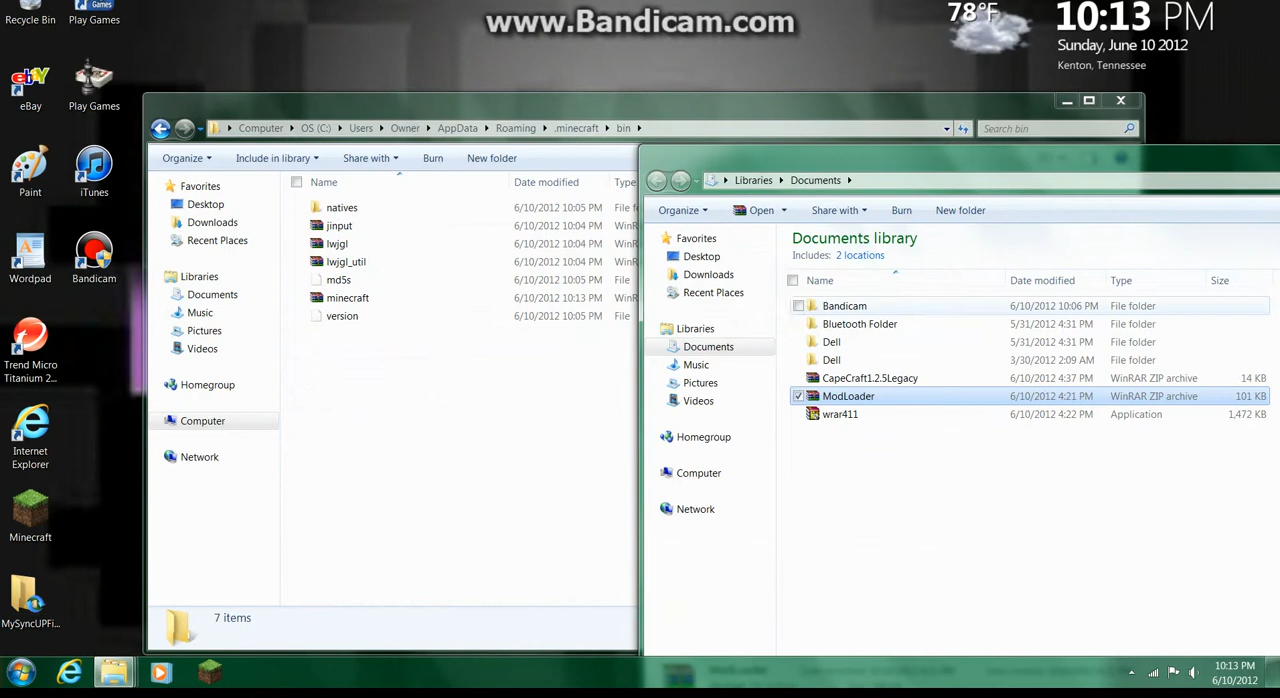 www.Bandicam.com
78°F
10:13 PM
Sunday, June 10 2012
Kenton, Tennessee
Recycle Bin
Games
Play Games
eBay
Play Games
Paint
iTunes
Wordpad
Bandicam
Trend Micro
Titanium 2...
Internet
Explorer
Minecraft
MySyncUPFi...
Computer
OS (C:)
Users
Owner
AppData
Roaming
.minecraft
bin
Search bin
Organize
Include in library
Share with
Burn
New folder
Favorites
Desktop
Downloads
Recent Places
Libraries
Documents
Music
Pictures
Videos
Homegroup
Computer
Network
Name Date modified Type
natives 6/10/2012 10:05 PM File f
jinput 6/10/2012 10:04 PM WinR
lwjgl 6/10/2012 10:04 PM WinR
lwjgl_util 6/10/2012 10:04 PM WinR
md5s 6/10/2012 10:05 PM File
minecraft 6/10/2012 10:13 PM WinR
version 6/10/2012 10:05 PM File
7 items
Libraries
Documents
Organize
Open
Share with
Burn
New folder
Favorites
Desktop
Downloads
Recent Places
Libraries
Documents
Music
Pictures
Videos
Homegroup
Computer
Network
Documents library
Includes: 2 locations
Name Date modified Type Size
Bandicam 6/10/2012 10:06 PM File folder
Bluetooth Folder 5/31/2012 4:31 PM File folder
Dell 5/31/2012 4:31 PM File folder
Dell 3/30/2012 2:09 AM File folder
CapeCraft1.2.5Legacy 6/10/2012 4:37 PM WinRAR ZIP archive 14 KB
ModLoader 6/10/2012 4:21 PM WinRAR ZIP archive 101 KB
wrar411 6/10/2012 4:22 PM Application 1,472 KB
ModLoader
10:13 PM
6/10/2012